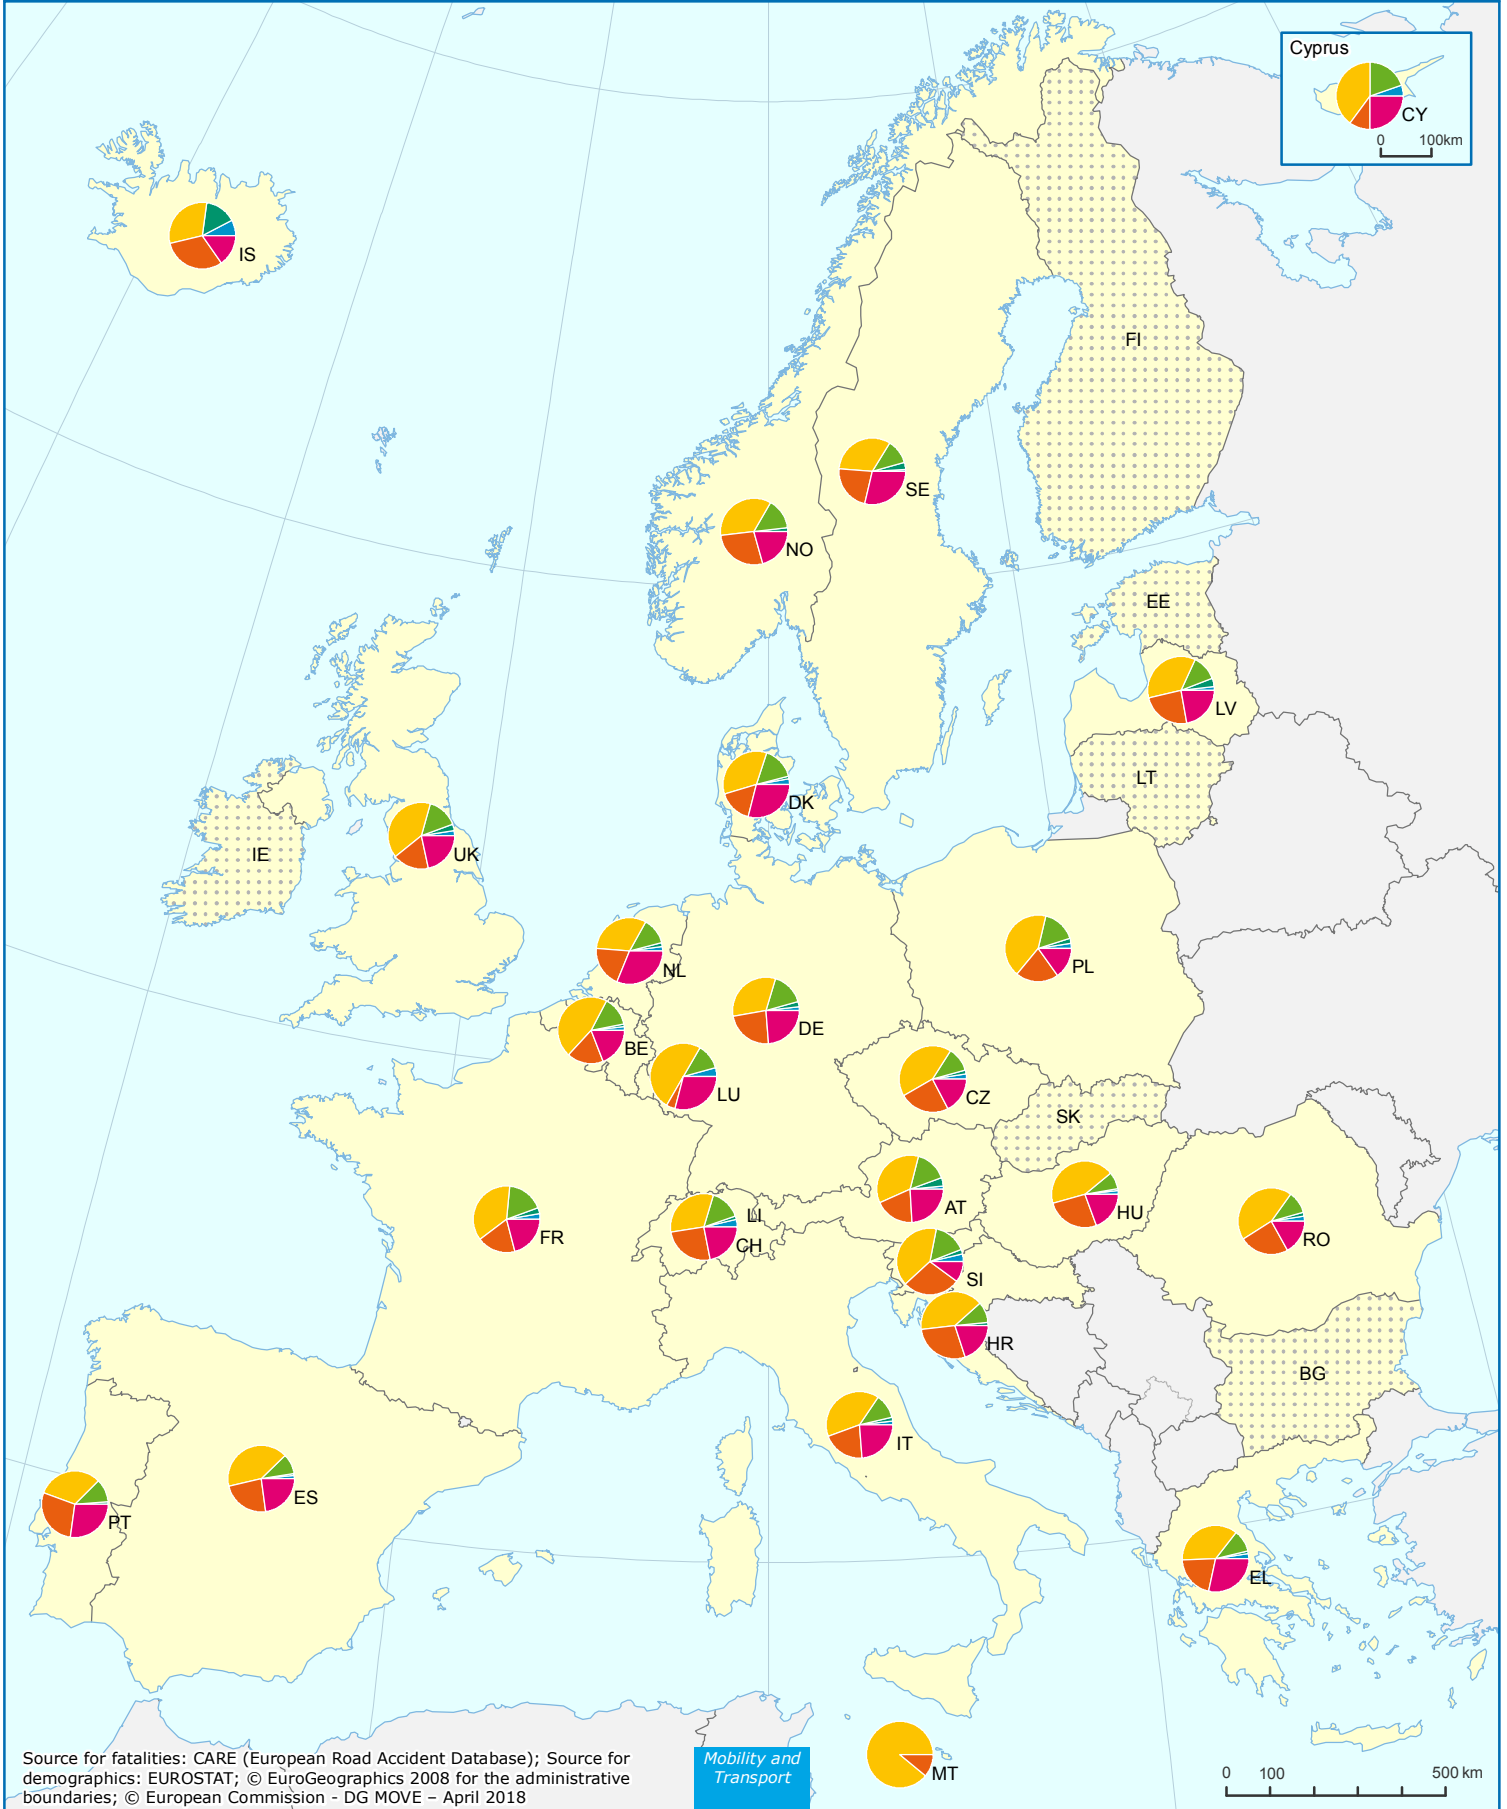 Cyprus
CY
0 100km
IS
FI
SE
NO
EE
LV
LT
DK
IE
UK
NL
PL
DE
BE
LU
CZ
SK
AT
HU
LI
CH
FR
SI
RO
HR
BG
IT
ES
PT
EL
MT
Source for fatalities: CARE (European Road Accident Database); Source for
demographics: EUROSTAT; © EuroGeographics 2008 for the administrative
boundaries; © European Commission - DG MOVE – April 2018
Mobility and
Transport
0 100 500 km